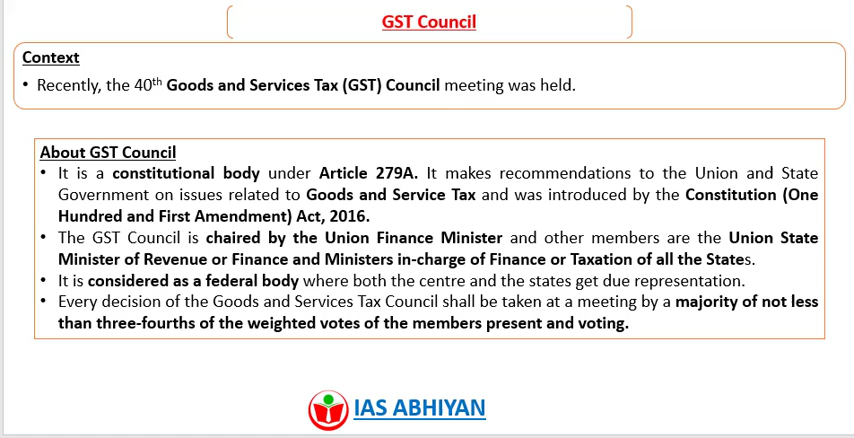 GST Council
Context
• Recently, the 40th Goods and Services Tax (GST) Council meeting was held.
About GST Council
• It is a constitutional body under Article 279A. It makes recommendations to the Union and State
Government on issues related to Goods and Service Tax and was introduced by the Constitution (One
Hundred and First Amendment) Act, 2016.
• The GST Council is chaired by the Union Finance Minister and other members are the Union State
Minister of Revenue or Finance and Ministers in-charge of Finance or Taxation of all the States.
• It is considered as a federal body where both the centre and the states get due representation.
• Every decision of the Goods and Services Tax Council shall be taken at a meeting by a majority of not less
than three-fourths of the weighted votes of the members present and voting.
IAS ABHIYAN